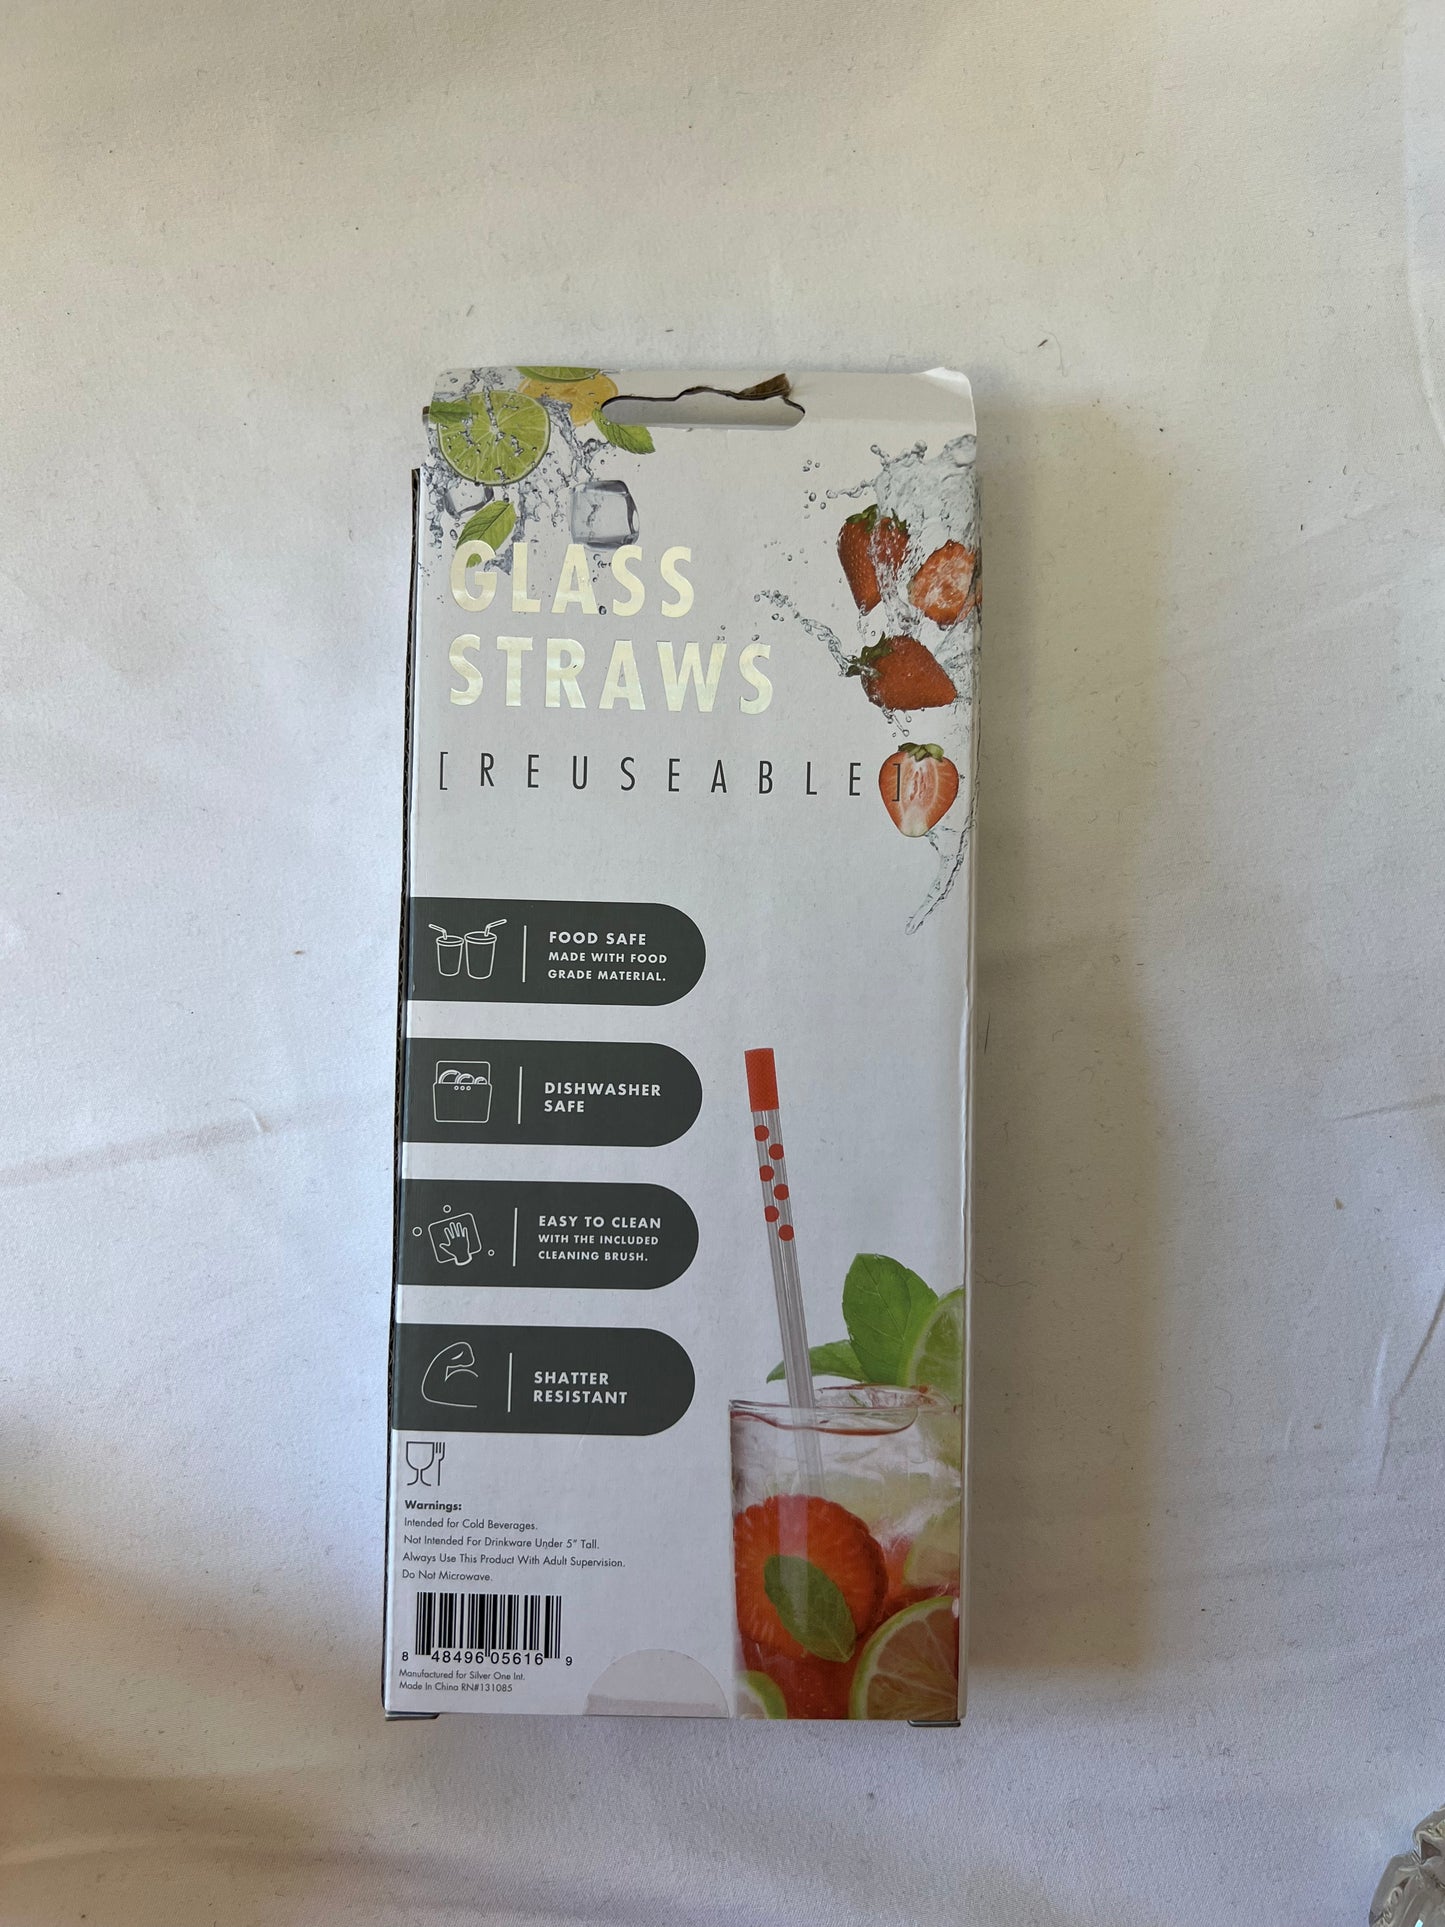 GLASS
STRAWS
[REUSEABLE]
FOOD SAFE
MADE WITH FOOD
GRADE MATERIAL.
DISHWASHER
SAFE
EASY TO CLEAN
WITH THE INCLUDED
CLEANING BRUSH.
SHATTER
RESISTANT
Warnings:
Intended for Cold Beverages.
Not Intended For Drinkware Under 5" Tall.
Always Use This Product With Adult Supervision.
Do Not Microwave.
8 48496 05616 9
Manufactured for Silver One Int.
Made In China RN#131085